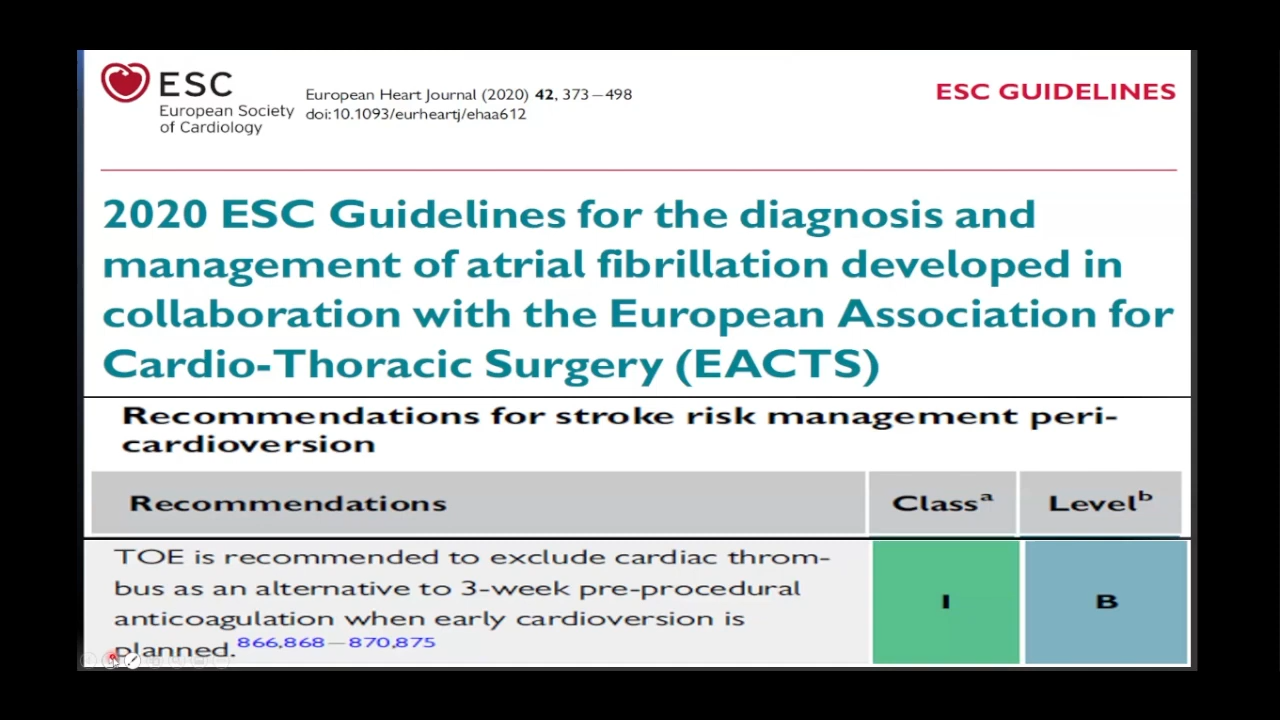 ESC
European Society
of Cardiology
European Heart Journal (2020) 42, 373–498
doi:10.1093/eurheartj/ehaa612
ESC GUIDELINES
2020 ESC Guidelines for the diagnosis and
management of atrial fibrillation developed in
collaboration with the European Association for
Cardio-Thoracic Surgery (EACTS)
Recommendations for stroke risk management peri-
cardioversion
Recommendations Classᵃ Levelᵇ
TOE is recommended to exclude cardiac throm-
bus as an alternative to 3-week pre-procedural
anticoagulation when early cardioversion is
planned.866,868–870,875
I B